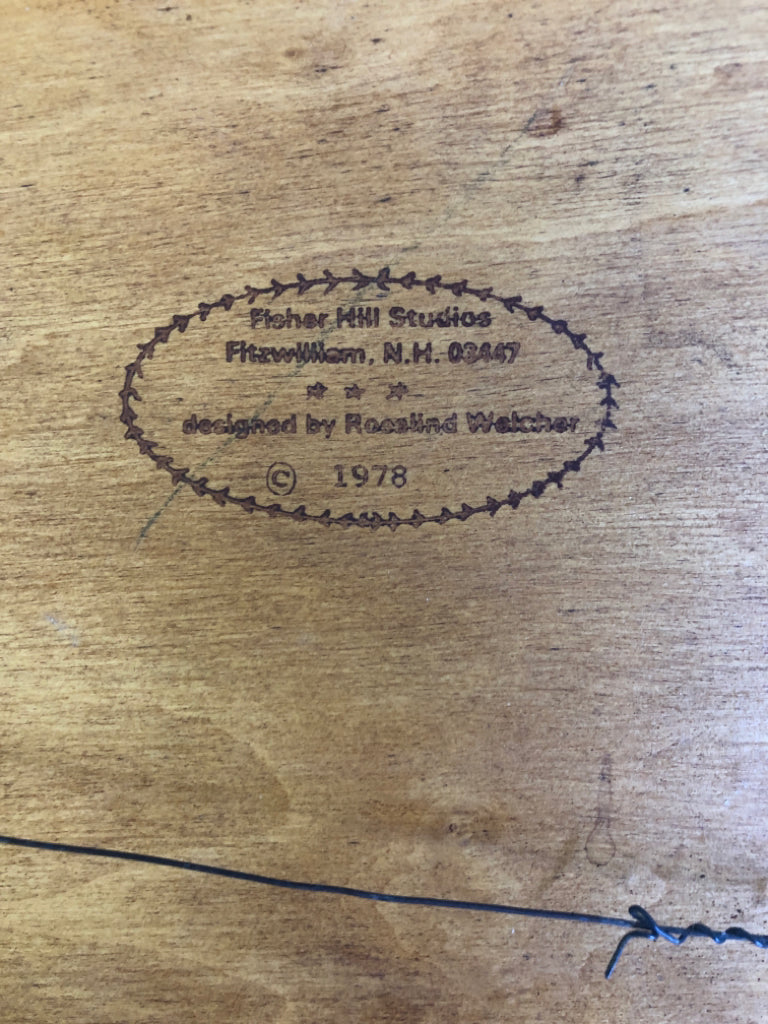 Fisher Hill Studios
Fitzwilliam, N.H. 03447
* * *
designed by Rosalind Welcher
© 1978